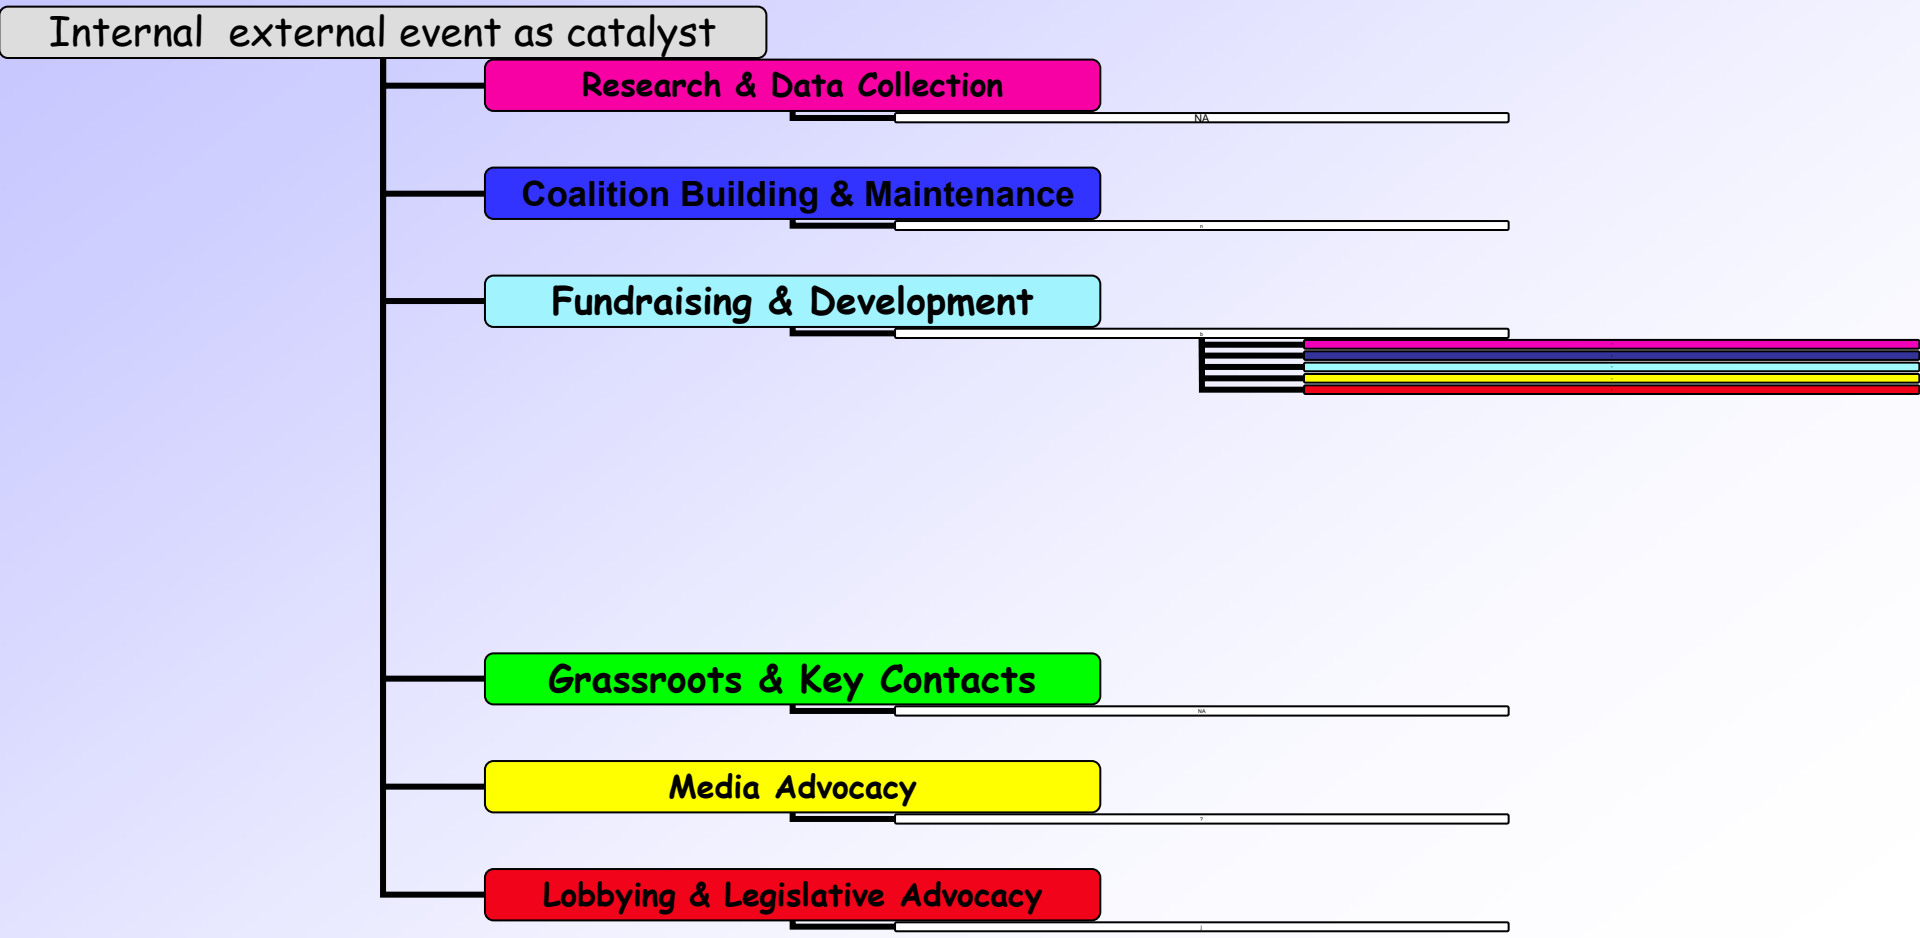 Internal  external event as catalyst
Research & Data Collection
NA
Coalition Building & Maintenance
Fundraising & Development
Grassroots & Key Contacts
NA
Media Advocacy
?
Lobbying & Legislative Advocacy